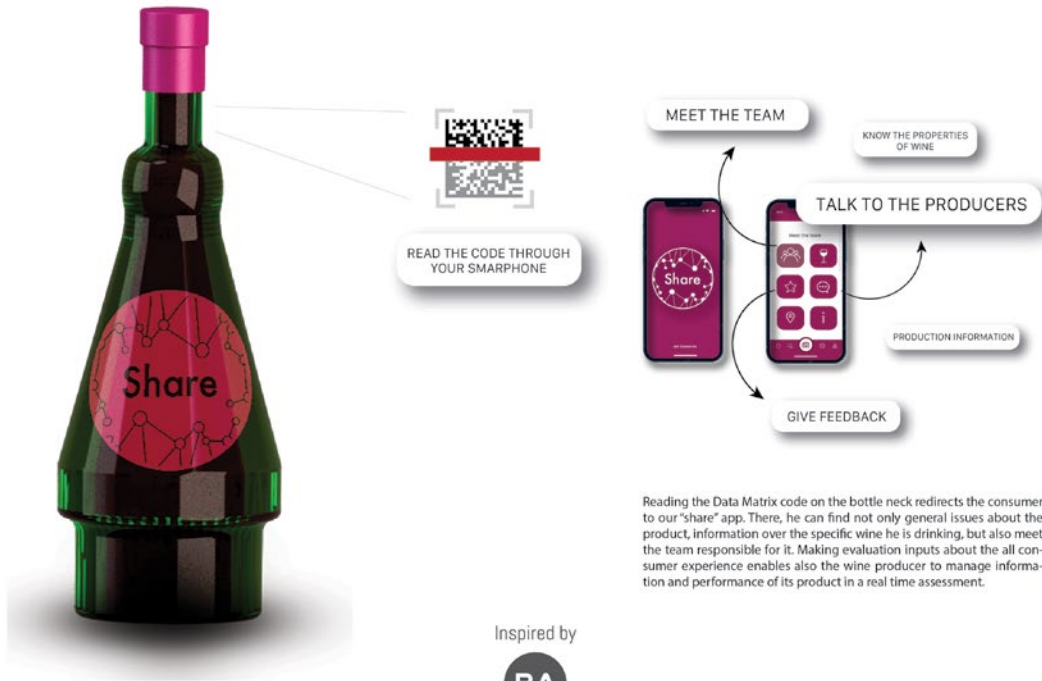 Share
READ THE CODE THROUGH
YOUR SMARPHONE
MEET THE TEAM
KNOW THE PROPERTIES
OF WINE
TALK TO THE PRODUCERS
Share
Meet the team
PRODUCTION INFORMATION
GIVE FEEDBACK
Reading the Data Matrix code on the bottle neck redirects the consumer
to our "share" app. There, he can find not only general issues about the
product, information over the specific wine he is drinking, but also meet
the team responsible for it. Making evaluation inputs about the all con-
sumer experience enables also the wine producer to manage informa-
tion and performance of its product in a real time assessment.
Inspired by